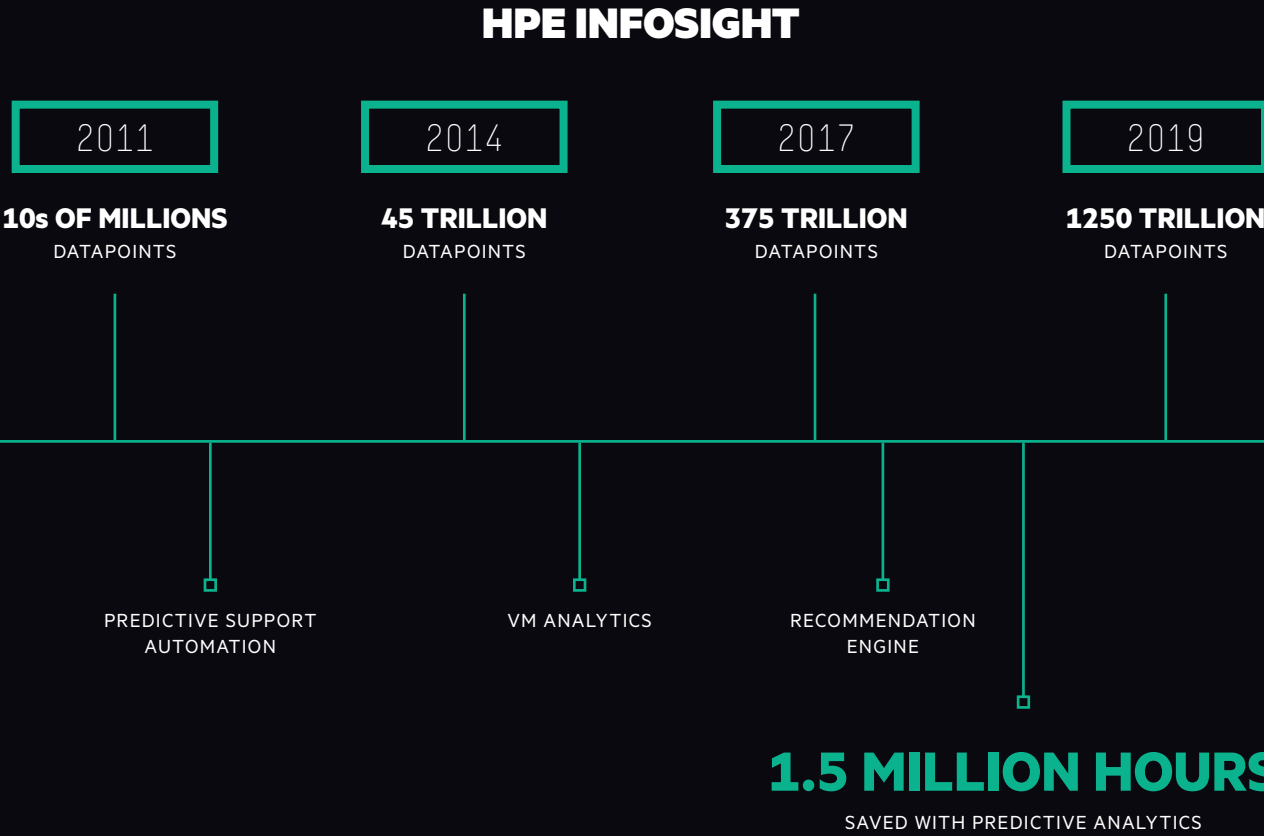 HPE INFOSIGHT
2011
2014
2017
2019
10s OF MILLIONS
DATAPOINTS
45 TRILLION
DATAPOINTS
375 TRILLION
DATAPOINTS
1250 TRILLION
DATAPOINTS
PREDICTIVE SUPPORT
AUTOMATION
VM ANALYTICS
RECOMMENDATION
ENGINE
1.5 MILLION HOURS
SAVED WITH PREDICTIVE ANALYTICS